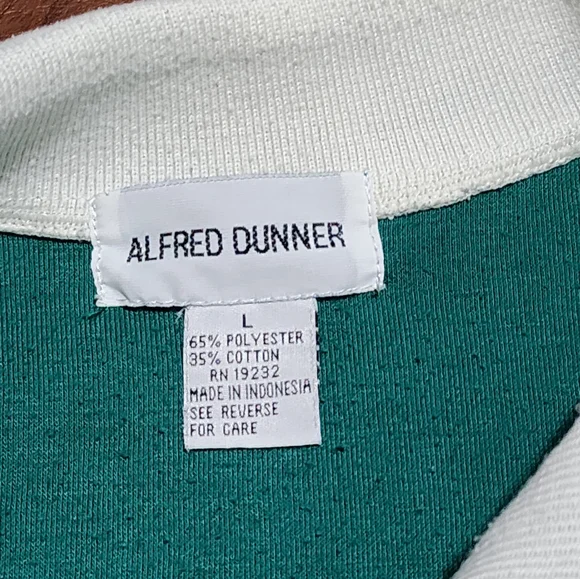 ALFRED DUNNER
L
65% POLYESTER
35% COTTON
RN 19232
MADE IN INDONESIA
SEE REVERSE
FOR CARE